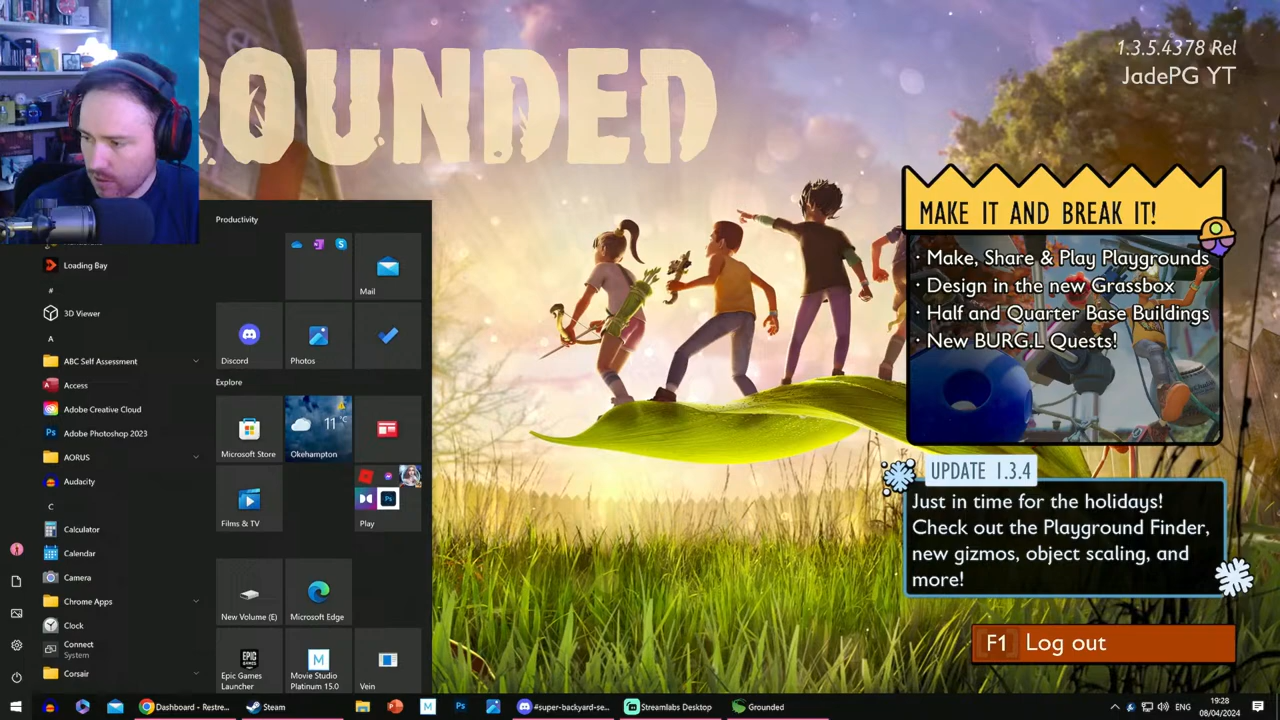 ROUNDED
1.3.5.4378 Rel
JadePG YT
MAKE IT AND BREAK IT!
· Make, Share & Play Playgrounds
· Design in the new Grassbox
· Half and Quarter Base Buildings
· New BURG.L Quests!
UPDATE 1.3.4
Just in time for the holidays!
Check out the Playground Finder,
new gizmos, object scaling, and
more!
F1 Log out
Loading Bay
#
3D Viewer
A
ABC Self Assessment
Access
Adobe Creative Cloud
Adobe Photoshop 2023
AORUS
Audacity
C
Calculator
Calendar
Camera
Chrome Apps
Clock
Connect
System
Corsair
Productivity
Mail
Discord
Photos
Explore
Microsoft Store
11°C
Okehampton
Films & TV
Play
New Volume (E)
Microsoft Edge
EPIC
GAMES
Epic Games
Launcher
M
Movie Studio
Platinum 15.0
Vein
Dashboard - Restre...
Steam
M
Ps
#super-backyard-se...
Streamlabs Desktop
Grounded
ENG
19:28
08/04/2024